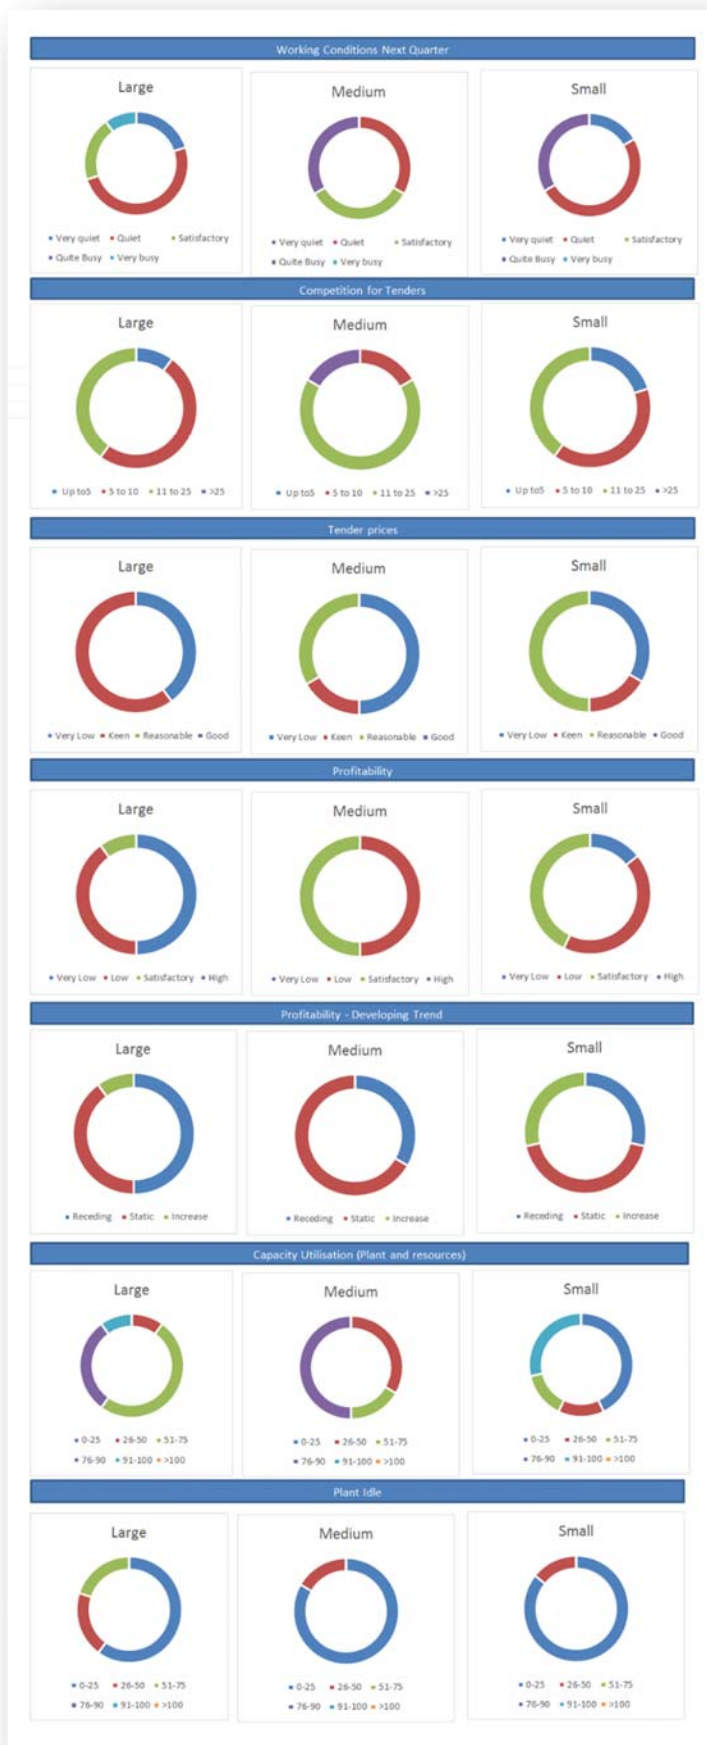 Working Conditions Next Quarter
Large
Medium
Small
Very quiet Quiet Satisfactory
Quite Busy Very busy
Very quiet Quiet Satisfactory
Quite Busy Very busy
Very quiet Quiet Satisfactory
Quite Busy Very busy
Competition for Tenders
Large
Medium
Small
Up to5 5 to 10 11 to 25 >25
Up to5 5 to 10 11 to 25 >25
Up to5 5 to 10 11 to 25 >25
Tender prices
Large
Medium
Small
Very Low Keen Reasonable Good
Very Low Keen Reasonable Good
Very Low Keen Reasonable Good
Profitability
Large
Medium
Small
Very Low Low Satisfactory High
Very Low Low Satisfactory High
Very Low Low Satisfactory High
Profitability - Developing Trend
Large
Medium
Small
Receding Static Increase
Receding Static Increase
Receding Static Increase
Capacity Utilisation (Plant and resources)
Large
Medium
Small
0-25 26-50 51-75
76-90 91-100 >100
0-25 26-50 51-75
76-90 91-100 >100
0-25 26-50 51-75
76-90 91-100 >100
Plant Idle
Large
Medium
Small
0-25 26-50 51-75
76-90 91-100 >100
0-25 26-50 51-75
76-90 91-100 >100
0-25 26-50 51-75
76-90 91-100 >100